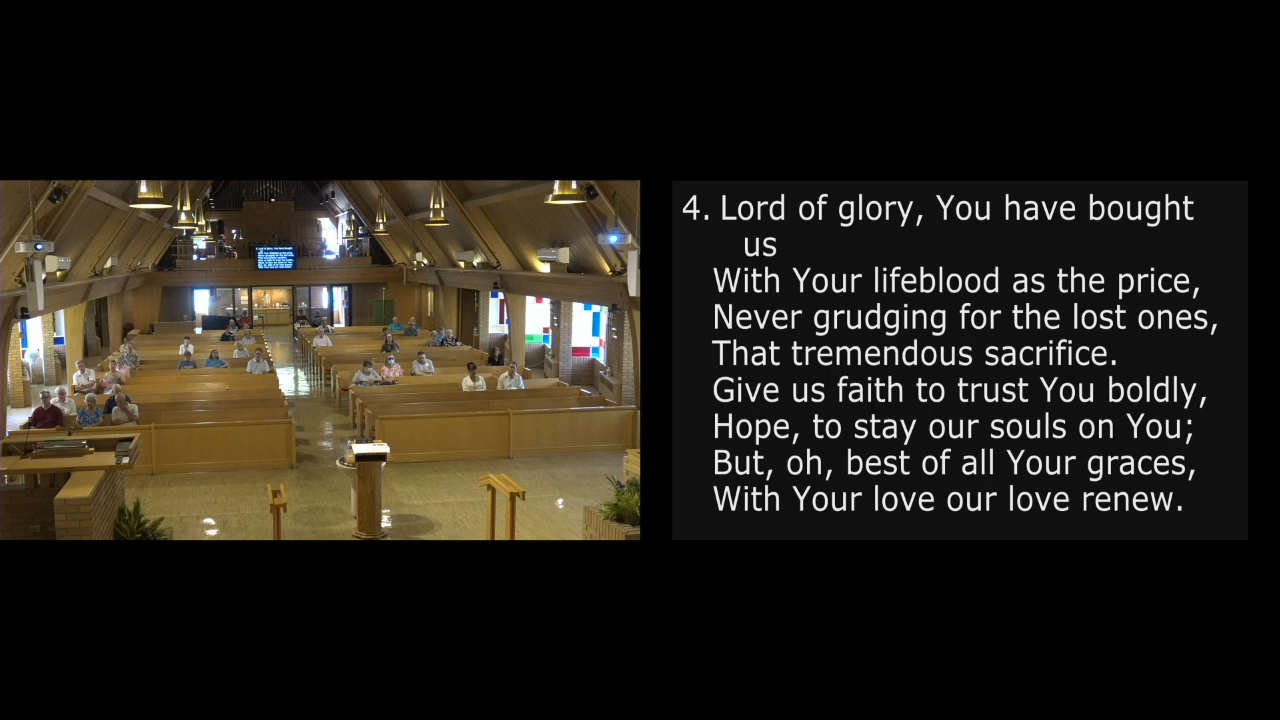 4. Lord of glory, You have bought
us
With Your lifeblood as the price,
Never grudging for the lost ones,
That tremendous sacrifice.
Give us faith to trust You boldly,
Hope, to stay our souls on You;
But, oh, best of all Your graces,
With Your love our love renew.